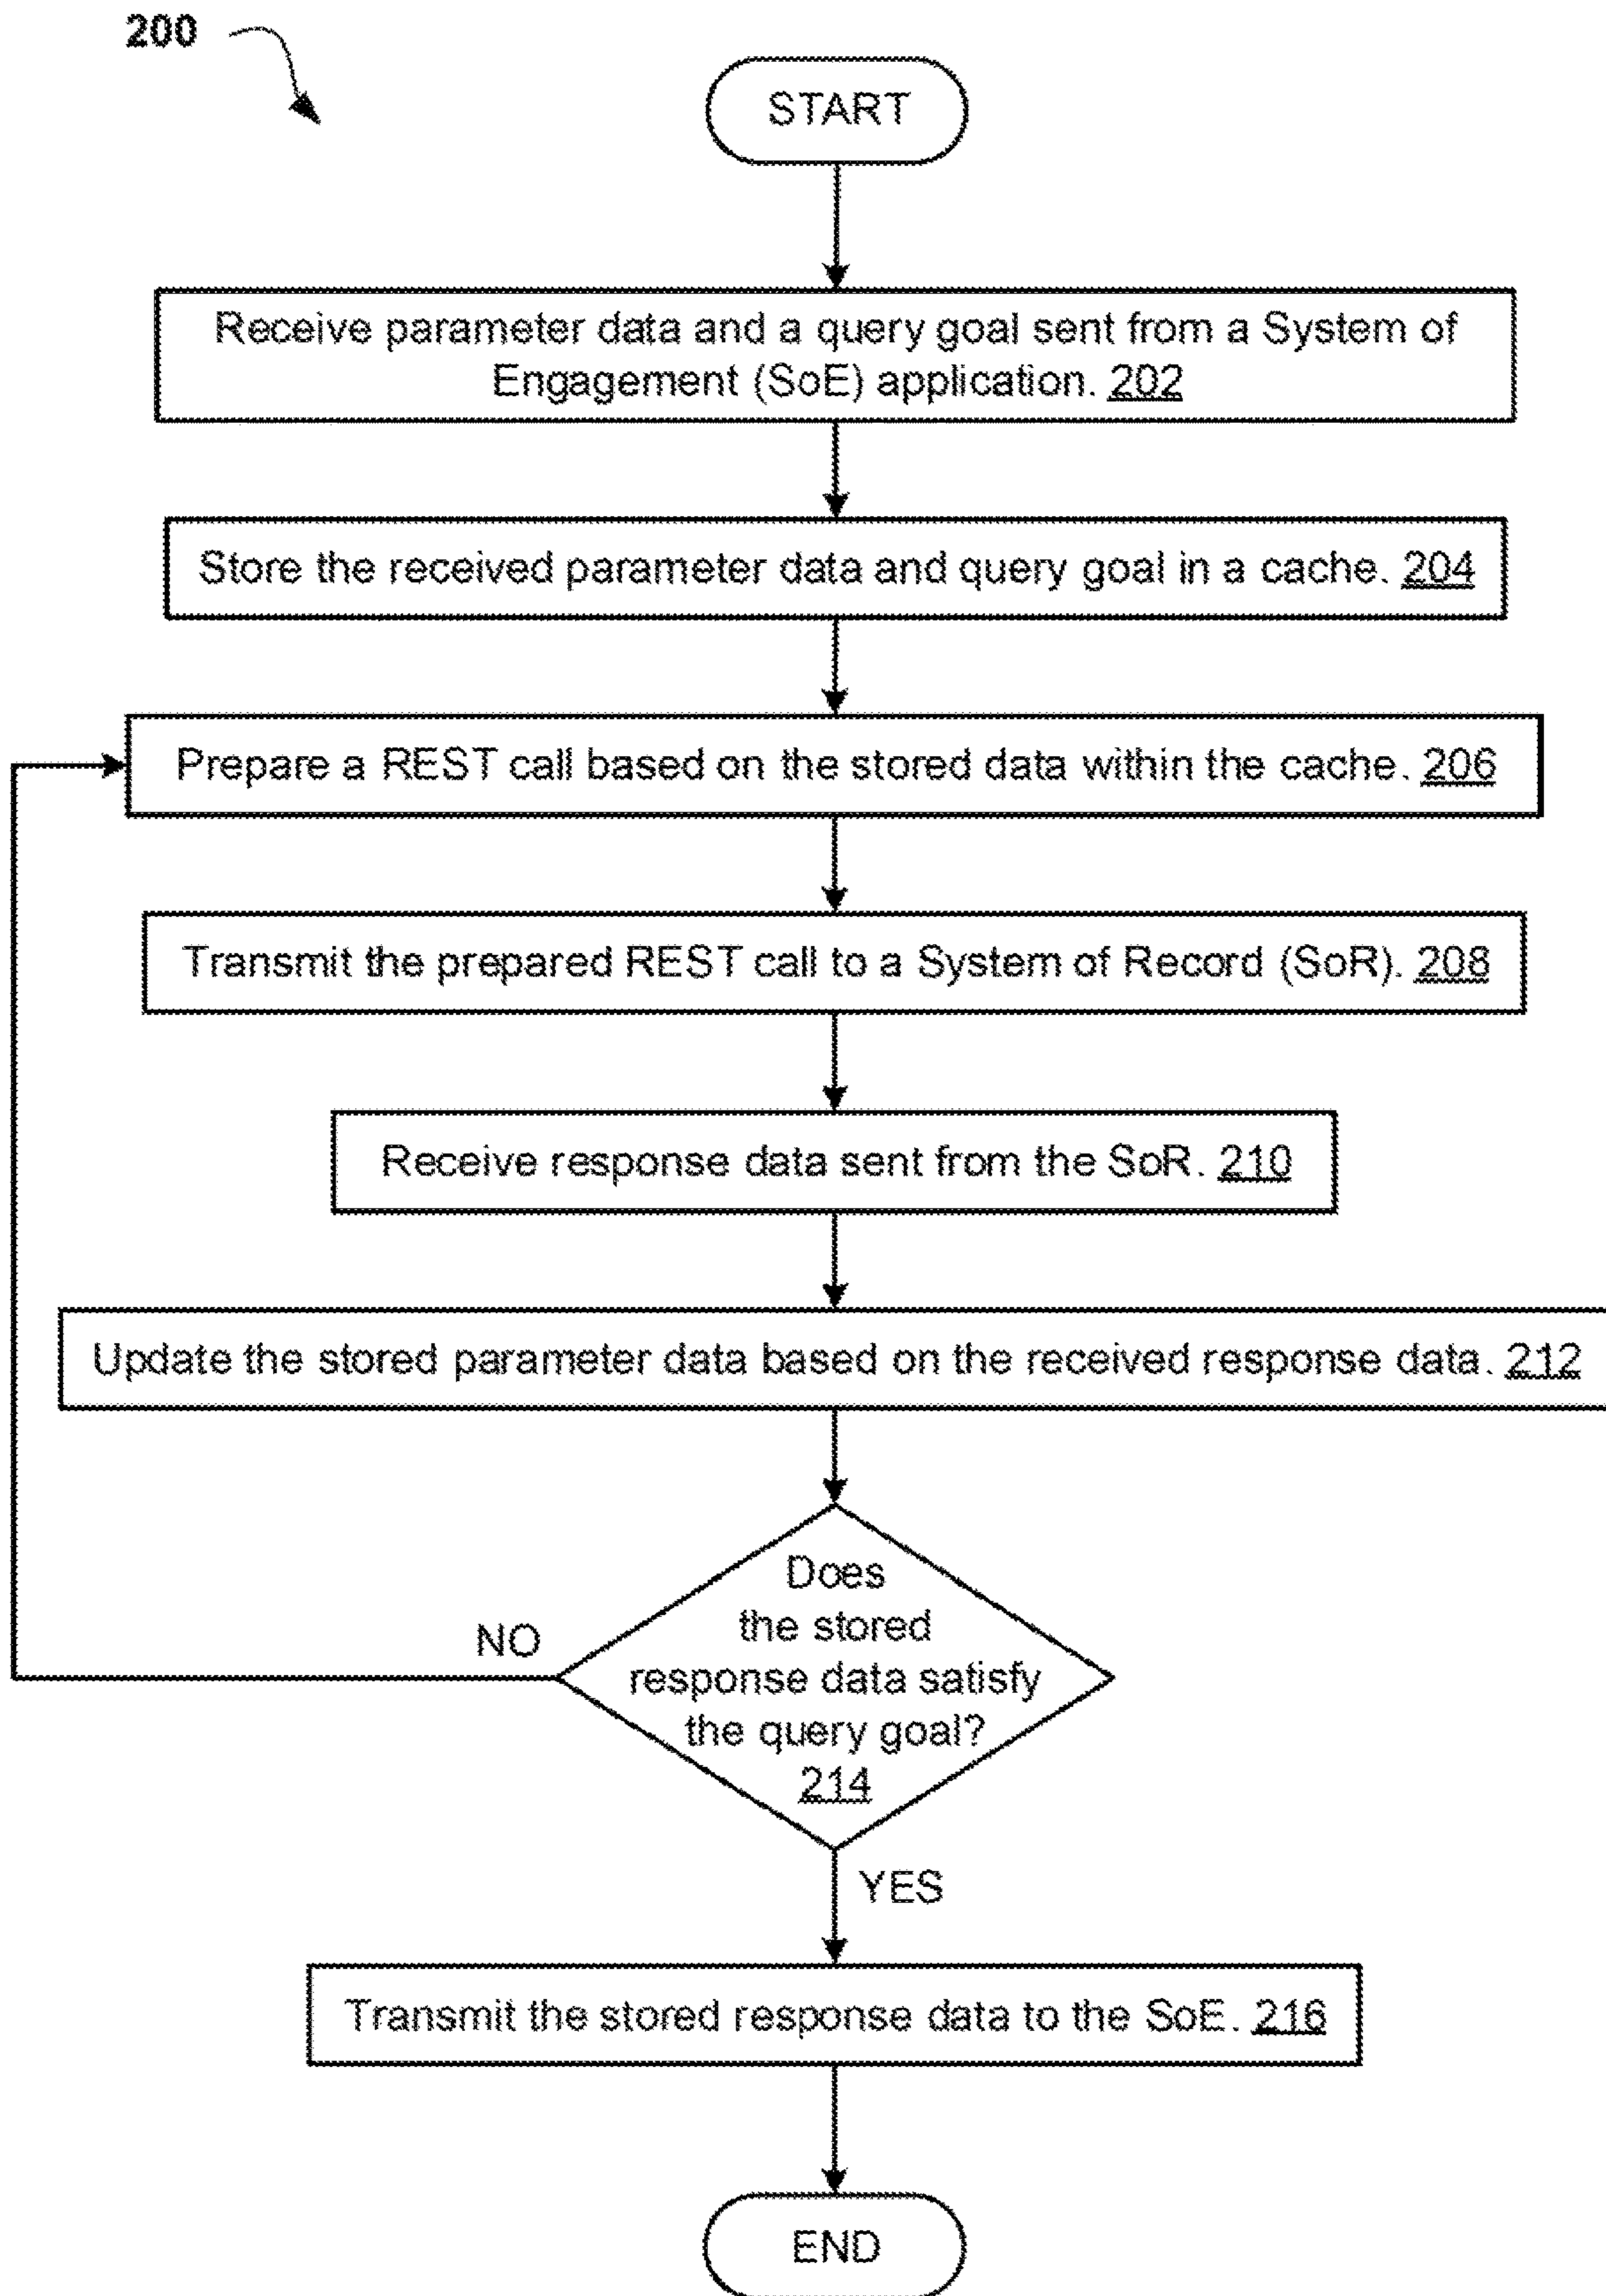 200
START
Receive parameter data and a query goal sent from a System of
Engagement (SoE) application. 202
Store the received parameter data and query goal in a cache. 204
Prepare a REST call based on the stored data within the cache. 206
Transmit the prepared REST call to a System of Record (SoR). 208
Receive response data sent from the SoR. 210
Update the stored parameter data based on the received response data. 212
Does
the stored
response data satisfy
the query goal?
214
NO
YES
Transmit the stored response data to the SoE. 216
END